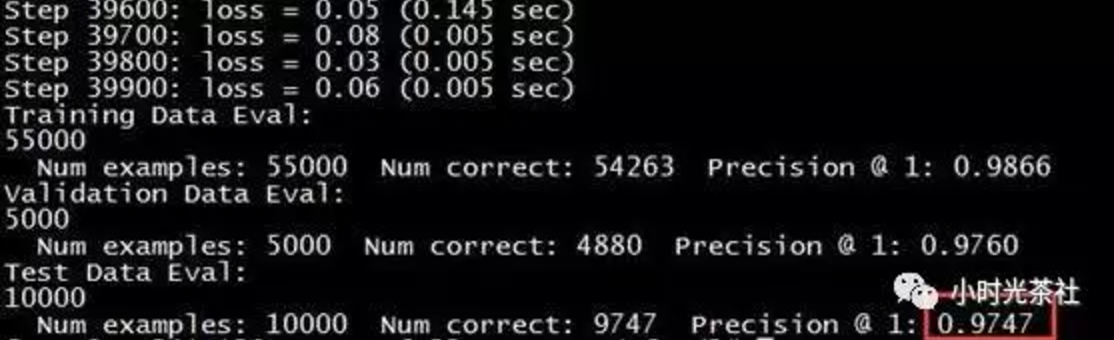 Step 39600: loss = 0.05 (0.145 sec)
Step 39700: loss = 0.08 (0.005 sec)
Step 39800: loss = 0.03 (0.005 sec)
Step 39900: loss = 0.06 (0.005 sec)
Training Data Eval:
55000
Num examples: 55000 Num correct: 54263 Precision @ 1: 0.9866
Validation Data Eval:
5000
Num examples: 5000 Num correct: 4880 Precision @ 1: 0.9760
Test Data Eval:
10000
小时光茶社
Num examples: 10000 Num correct: 9747 Precision @ 1: 0.9747